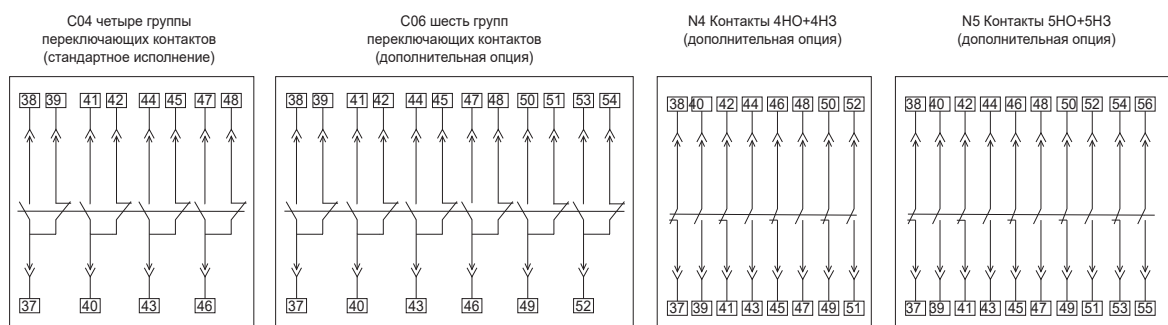 С04 четыре группы
переключающих контактов
(стандартное исполнение)
38 39 41 42 44 45 47 48
37 40 43 46
С06 шесть групп
переключающих контактов
(дополнительная опция)
38 39 41 42 44 45 47 48 50 51 53 54
37 40 43 46 49 52
N4 Контакты 4НО+4НЗ
(дополнительная опция)
38 40 42 44 46 48 50 52
37 39 41 43 45 47 49 51
N5 Контакты 5НО+5НЗ
(дополнительная опция)
38 40 42 44 46 48 50 52 54 56
37 39 41 43 45 47 49 51 53 55